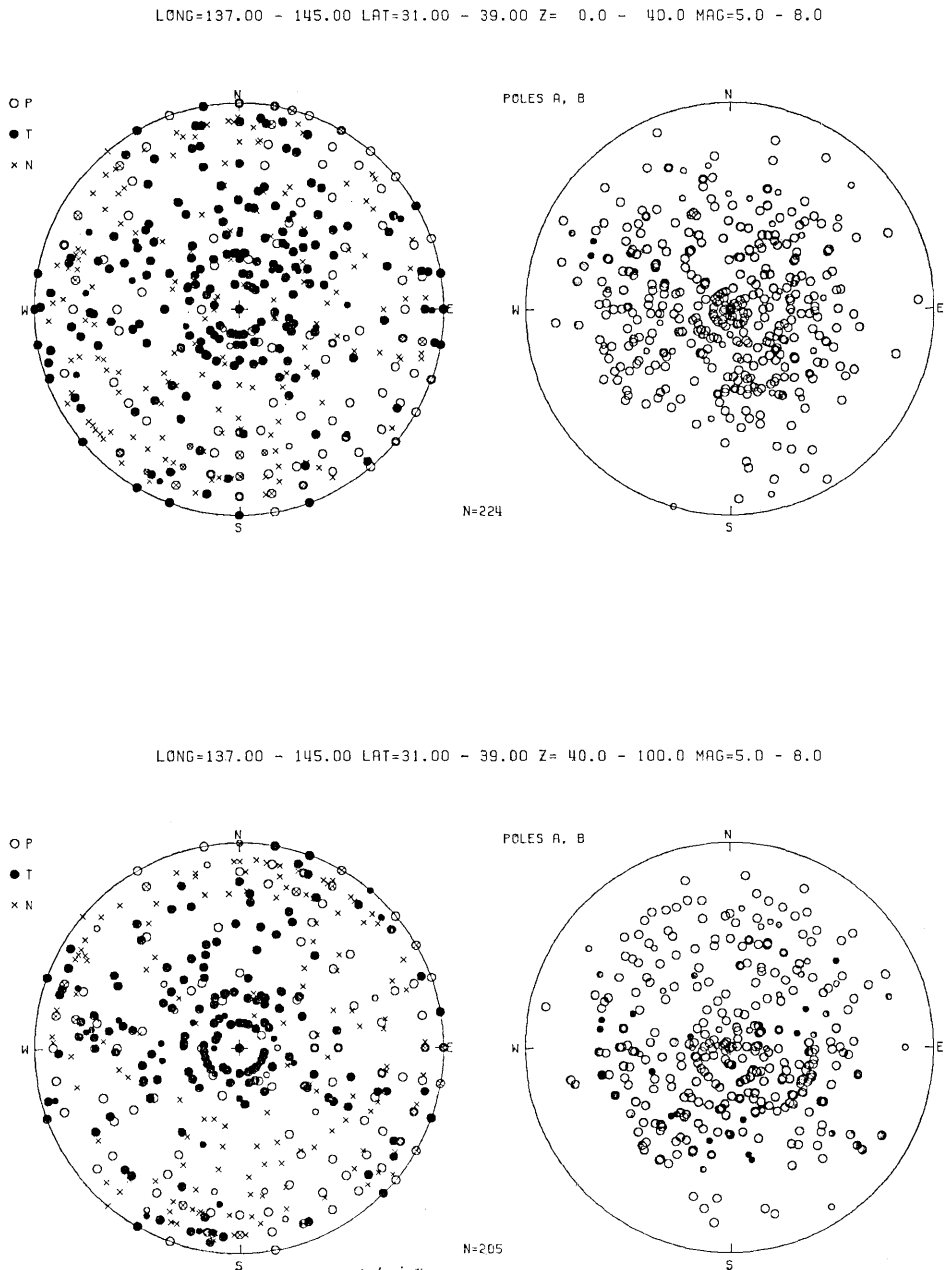 LØNG=137.00 - 145.00 LAT=31.00 - 39.00 Z= 0.0 - 40.0 MAG=5.0 - 8.0
○ P
● T
× N
N
W
E
S
POLES A, B
N
W
E
S
N=224
LØNG=137.00 - 145.00 LAT=31.00 - 39.00 Z= 40.0 - 100.0 MAG=5.0 - 8.0
○ P
● T
× N
N
W
E
S
POLES A, B
N
W
E
S
N=205